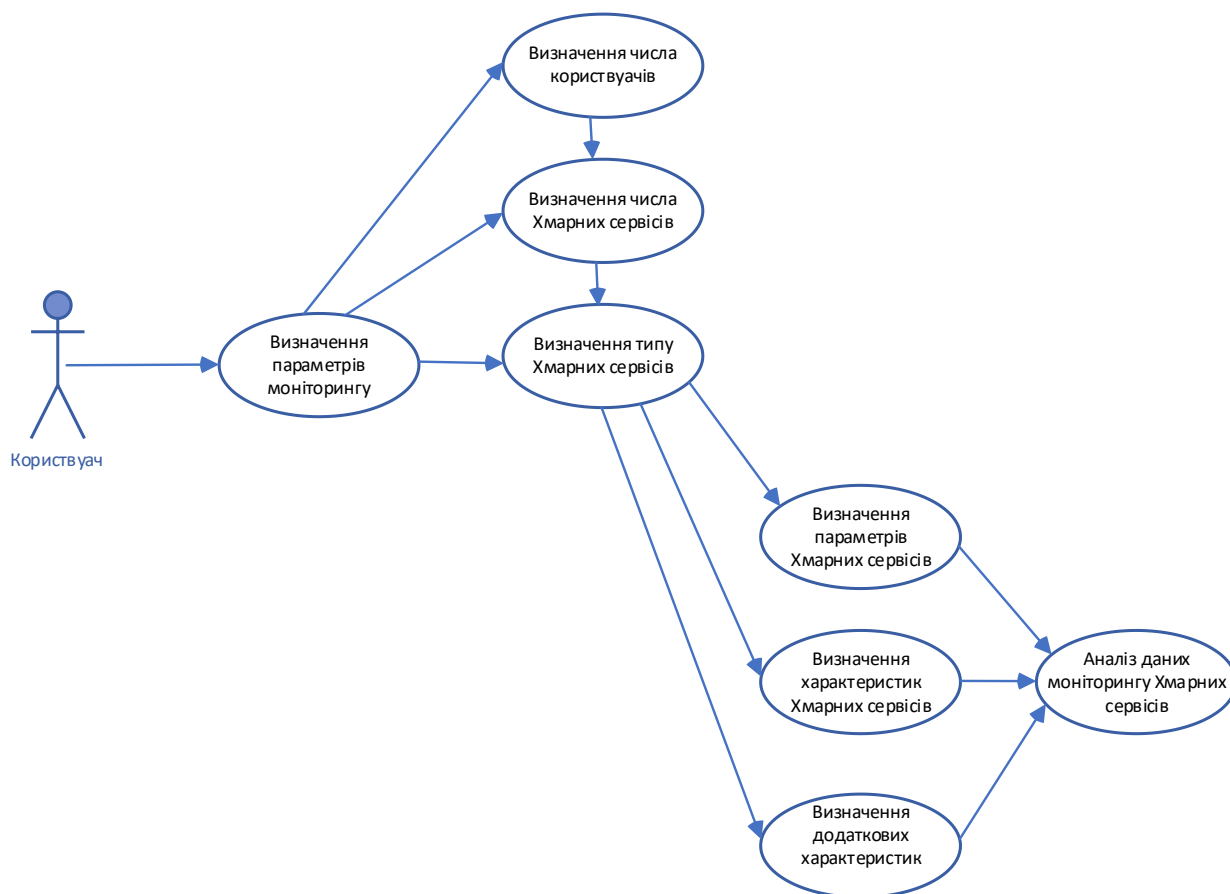 Визначення числа
користвуачів
Визначення числа
Хмарних сервісів
Визначення
параметрів
моніторингу
Визначення типу
Хмарних сервісів
Користвуач
Визначення
параметрів
Хмарних сервісів
Визначення
характеристик
Хмарних сервісів
Аналіз даних
моніторингу Хмарних
сервісів
Визначення
додаткових
характеристик